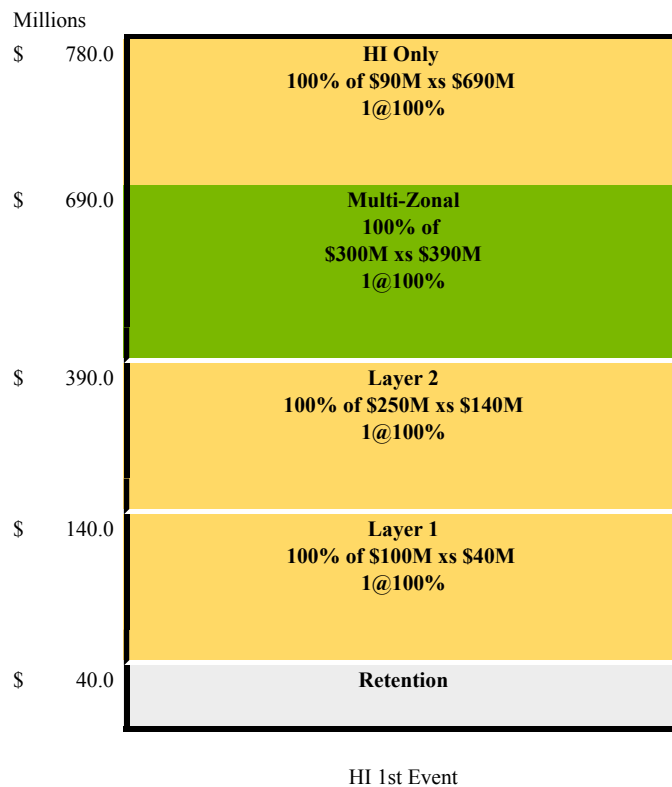 Millions
$ 780.0 HI Only
100% of $90M xs $690M
1@100%
$ 690.0 Multi-Zonal
100% of
$300M xs $390M
1@100%
$ 390.0 Layer 2
100% of $250M xs $140M
1@100%
$ 140.0 Layer 1
100% of $100M xs $40M
1@100%
$ 40.0 Retention
HI 1st Event